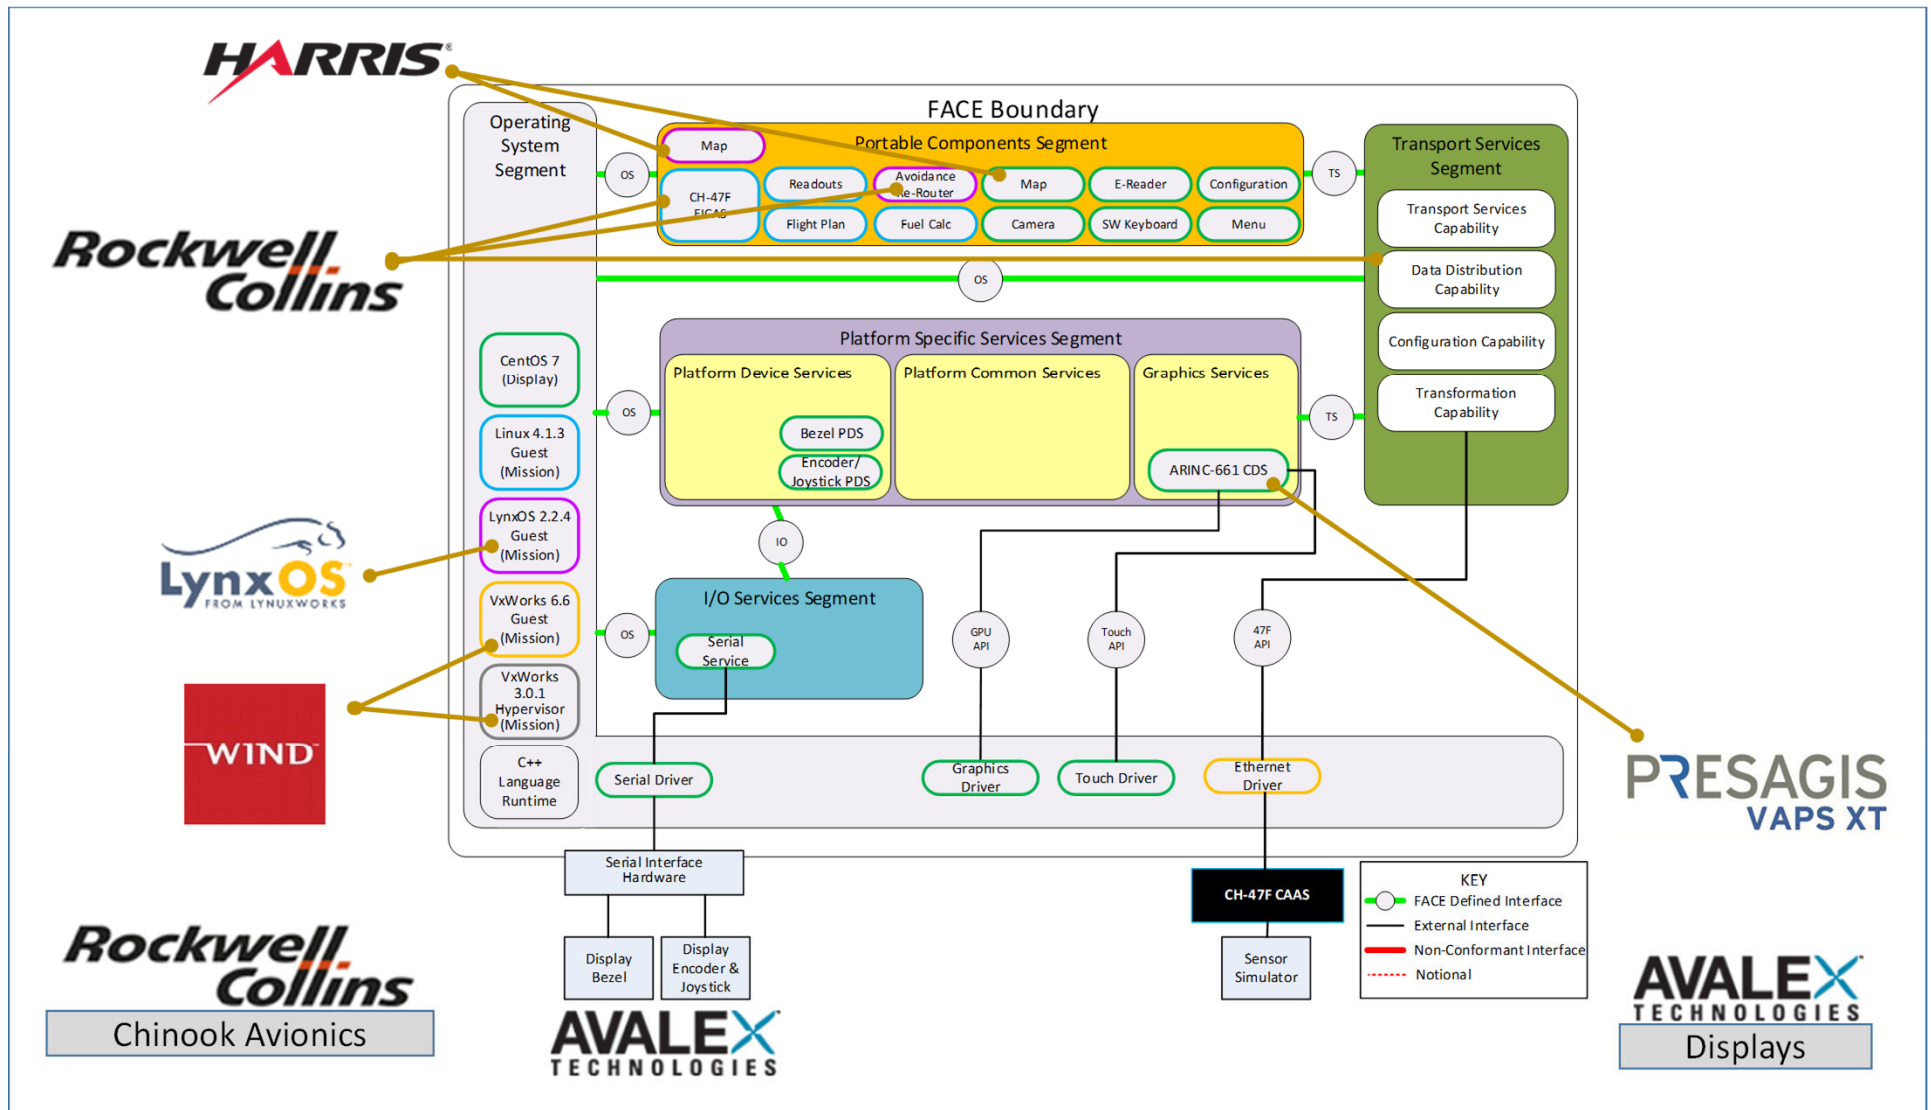 HARRIS®
FACE Boundary
Operating
System
Segment
Portable Components Segment
Map
CH-47F
EICAS
Readouts
Avoidance
Re-Router
Map
E-Reader
Configuration
Flight Plan
Fuel Calc
Camera
SW Keyboard
Menu
OS
TS
Transport Services
Segment
Transport Services
Capability
Data Distribution
Capability
Configuration Capability
Transformation
Capability
Rockwell
Collins
OS
CentOS 7
(Display)
Linux 4.1.3
Guest
(Mission)
LynxOS 2.2.4
Guest
(Mission)
VxWorks 6.6
Guest
(Mission)
VxWorks
3.0.1
Hypervisor
(Mission)
C++
Language
Runtime
OS
Platform Specific Services Segment
Platform Device Services
Bezel PDS
Encoder/
Joystick PDS
Platform Common Services
Graphics Services
ARINC-661 CDS
TS
LynxOS™
FROM LYNUXWORKS
IO
OS
I/O Services Segment
Serial
Service
GPU
API
Touch
API
47F
API
WIND™
PRESAGIS
VAPS XT
Serial Driver
Graphics
Driver
Touch Driver
Ethernet
Driver
Serial Interface
Hardware
Display
Bezel
Display
Encoder &
Joystick
CH-47F CAAS
Sensor
Simulator
KEY
FACE Defined Interface
External Interface
Non-Conformant Interface
Notional
Rockwell
Collins
Chinook Avionics
AVALEX
TECHNOLOGIES
AVALEX
TECHNOLOGIES
Displays